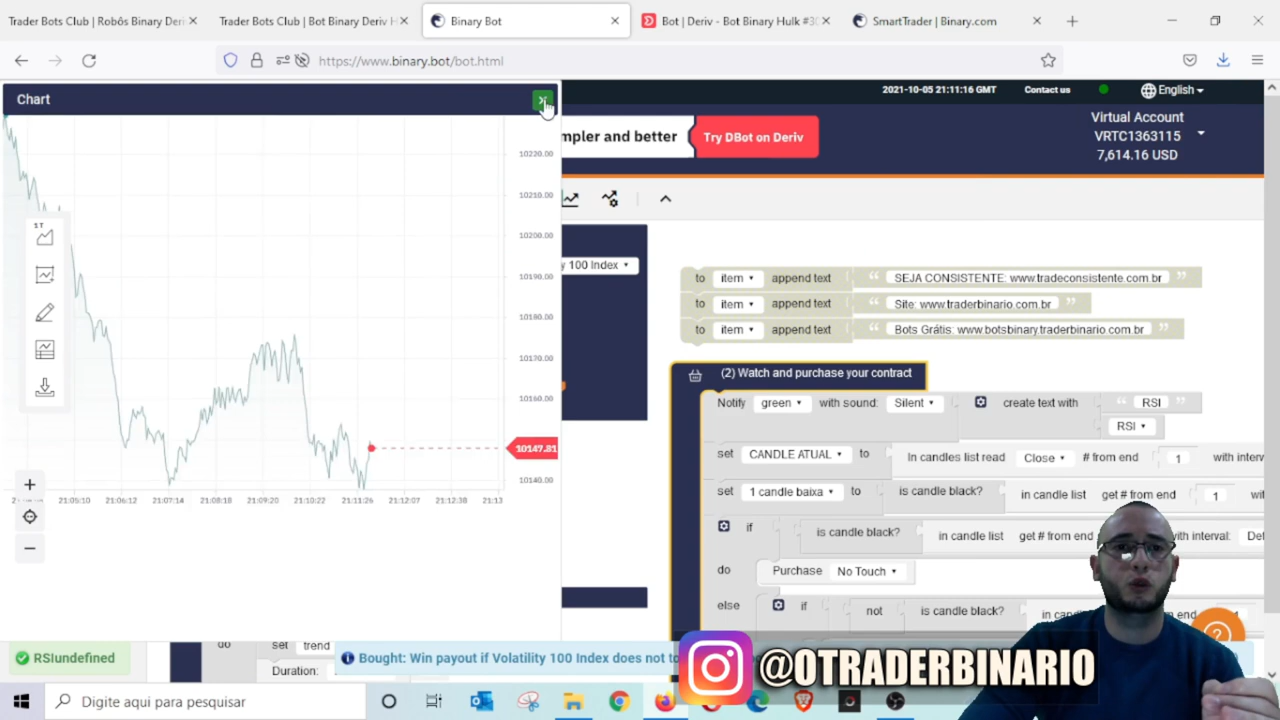 Trader Bots Club | Robôs Binary Deri
Trader Bots Club | Bot Binary Deriv H
Binary Bot
Bot | Deriv - Bot Binary Hulk #30
SmartTrader | Binary.com
https://www.binary.bot/bot.html
Chart
2021-10-05 21:11:16 GMT
Contact us
English
mpler and better
Try DBot on Deriv
Virtual Account
VRTC1363115
7,614.16 USD
10220.00
10210.00
10200.00
10190.00
10180.00
10170.00
10160.00
10147.81
10140.00
1T
21:05:10
21:06:12
21:07:14
21:08:18
21:09:20
21:10:22
21:11:26
21:12:07
21:12:38
21:13
y 100 Index
to item append text “ SEJA CONSISTENTE: www.tradeconsistente.com.br ”
to item append text “ Site: www.traderbinario.com.br ”
to item append text “ Bots Grátis: www.botsbinary.traderbinario.com.br ”
(2) Watch and purchase your contract
Notify green with sound: Silent create text with “ RSI ”
RSI
set CANDLE ATUAL to In candles list read Close # from end 1 with interv
set 1 candle baixa to is candle black? in candle list get # from end 1 wit
if is candle black? in candle list get # from end with interval: Def
do Purchase No Touch
else if not is candle black? in can
RSIundefined
do set trend
Duration:
Bought: Win payout if Volatility 100 Index does not to
@OTRADERBINARIO
Digite aqui para pesquisar